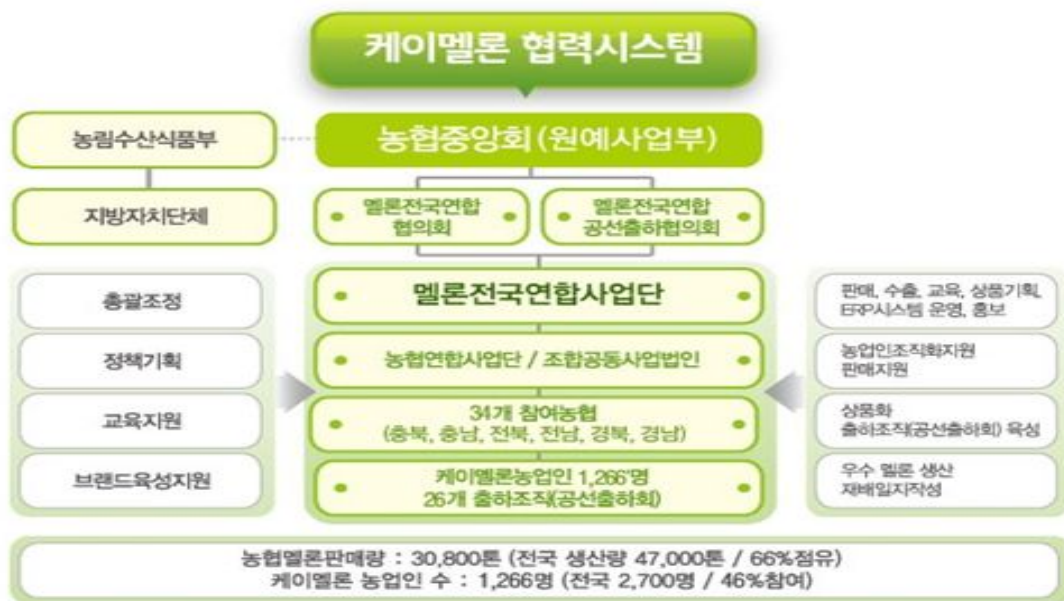 케이멜론 협력시스템
농림수산식품부
농협중앙회 (원예사업부)
지방자치단체
멜론전국연합
협의회
멜론전국연합
공선출하협의회
총괄조정
정책기획
교육지원
브랜드육성지원
멜론전국연합사업단
농협연합사업단 / 조합공동사업법인
34개 참여농협
(충북, 충남, 전북, 전남, 경북, 경남)
케이멜론농업인 1,266'명
26개 출하조직(공선출하회)
판매, 수출, 교육, 상품기획,
ERP시스템 운영, 홍보
농업인조직화지원
판매지원
상품화
출하조직(공선출하회) 육성
우수 멜론 생산
재배일지작성
농협멜론판매량 : 30,800톤 (전국 생산량 47,000톤 / 66%점유)
케이멜론 농업인 수 : 1,266명 (전국 2,700명 / 46%참여)